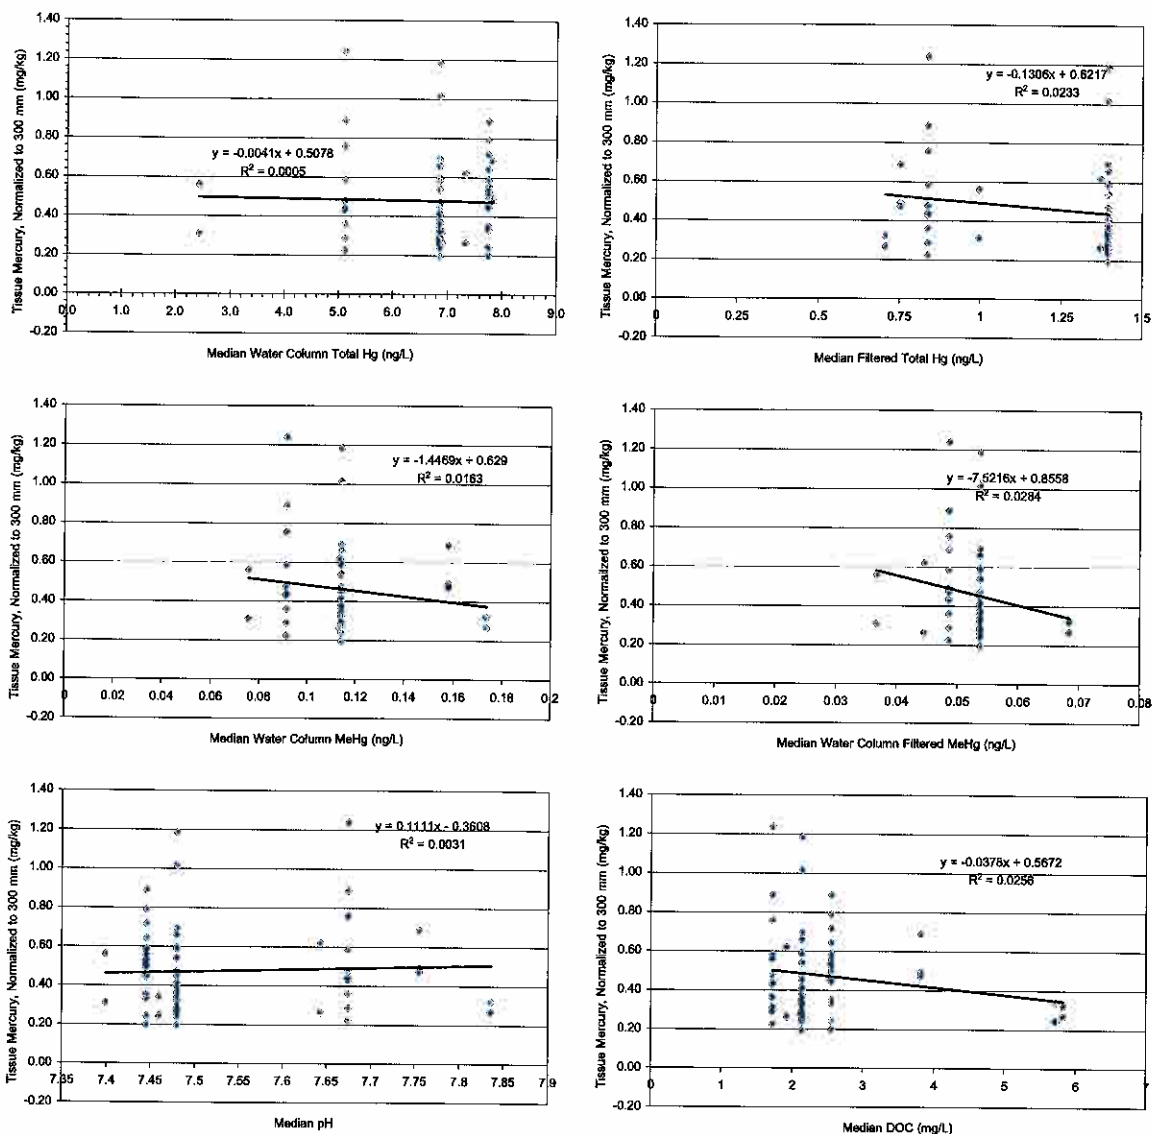 Tissue Mercury, Normalized to 300 mm (mg/kg)
1.40
1.20
1.00
0.80
0.60
0.40
0.20
0.00
-0.20
y = -0.0041x + 0.5078
R² = 0.0005
0.0 1.0 2.0 3.0 4.0 5.0 6.0 7.0 8.0 9.0
Median Water Column Total Hg (ng/L)
Tissue Mercury, Normalized to 300 mm (mg/kg)
1.40
1.20
1.00
0.80
0.60
0.40
0.20
0.00
-0.20
y = -0.1306x + 0.6217
R² = 0.0233
0 0.25 0.5 0.75 1 1.25 1.5
Median Filtered Total Hg (ng/L)
Tissue Mercury, Normalized to 300 mm (mg/kg)
1.40
1.20
1.00
0.80
0.60
0.40
0.20
0.00
-0.20
y = -1.4469x + 0.629
R² = 0.0163
0 0.02 0.04 0.06 0.08 0.1 0.12 0.14 0.16 0.18 0.2
Median Water Column MeHg (ng/L)
Tissue Mercury, Normalized to 300 mm (mg/kg)
1.40
1.20
1.00
0.80
0.60
0.40
0.20
0.00
-0.20
y = -7.5216x + 0.8558
R² = 0.0284
0 0.01 0.02 0.03 0.04 0.05 0.06 0.07 0.08
Median Water Column Filtered MeHg (ng/L)
Tissue Mercury, Normalized to 300 mm (mg/kg)
1.40
1.20
1.00
0.80
0.60
0.40
0.20
0.00
-0.20
y = 0.1111x - 0.3608
R² = 0.0031
7.35 7.4 7.45 7.5 7.55 7.6 7.65 7.7 7.75 7.8 7.85 7.9
Median pH
Tissue Mercury, Normalized to 300 mm (mg/kg)
1.40
1.20
1.00
0.80
0.60
0.40
0.20
0.00
-0.20
y = -0.0378x + 0.5672
R² = 0.0256
0 1 2 3 4 5 6 7
Median DOC (mg/L)